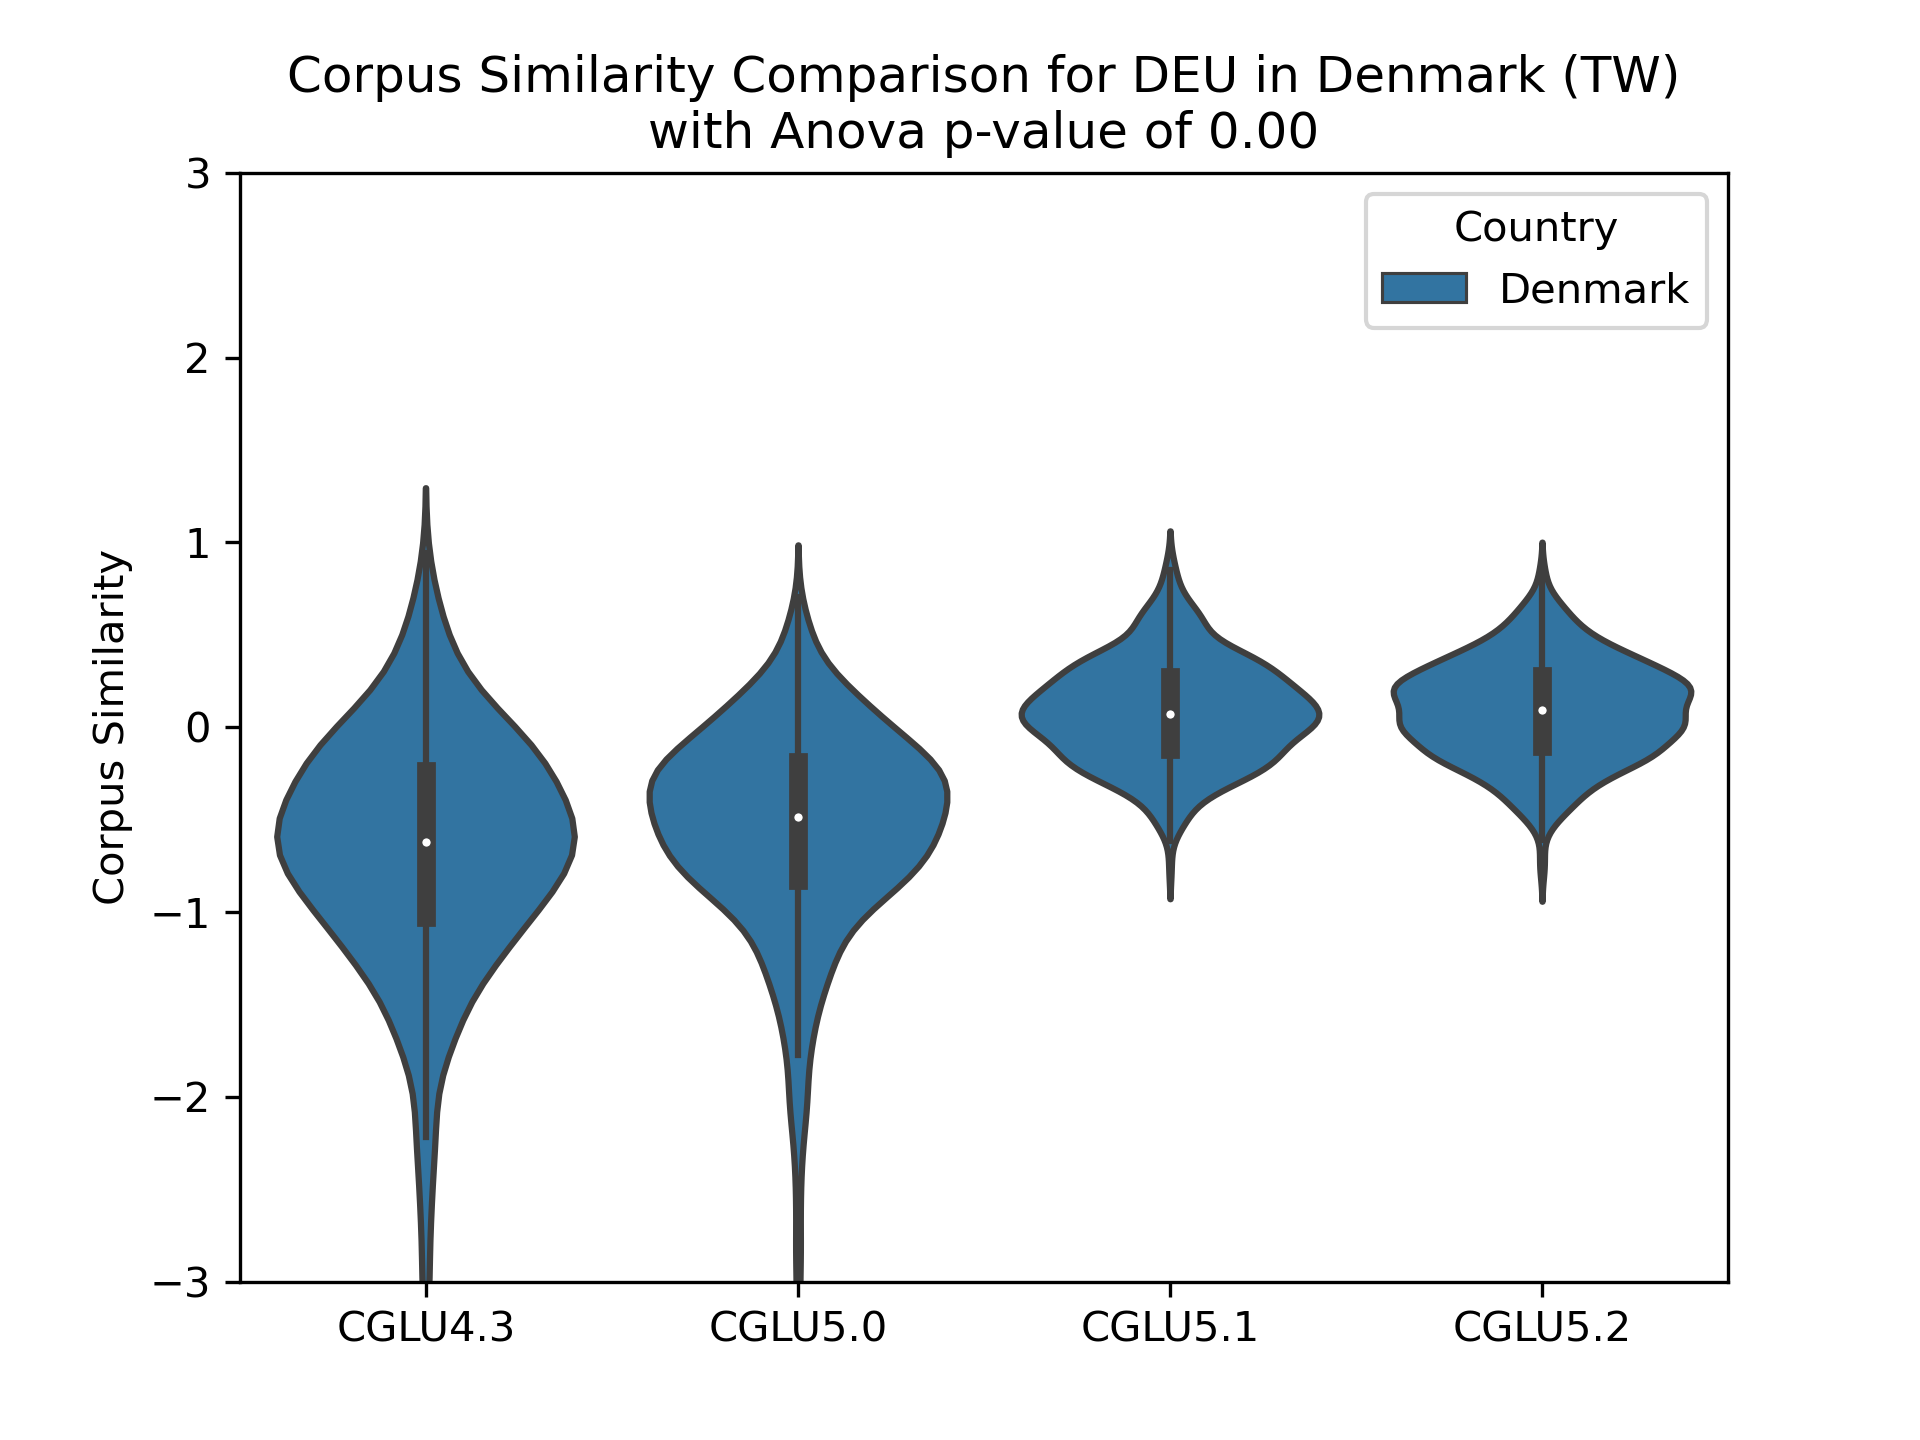 Corpus Similarity Comparison for DEU in Denmark (TW)
with Anova p-value of 0.00
3
2
1
0
−1
−2
−3
Corpus Similarity
Country
Denmark
CGLU4.3
CGLU5.0
CGLU5.1
CGLU5.2